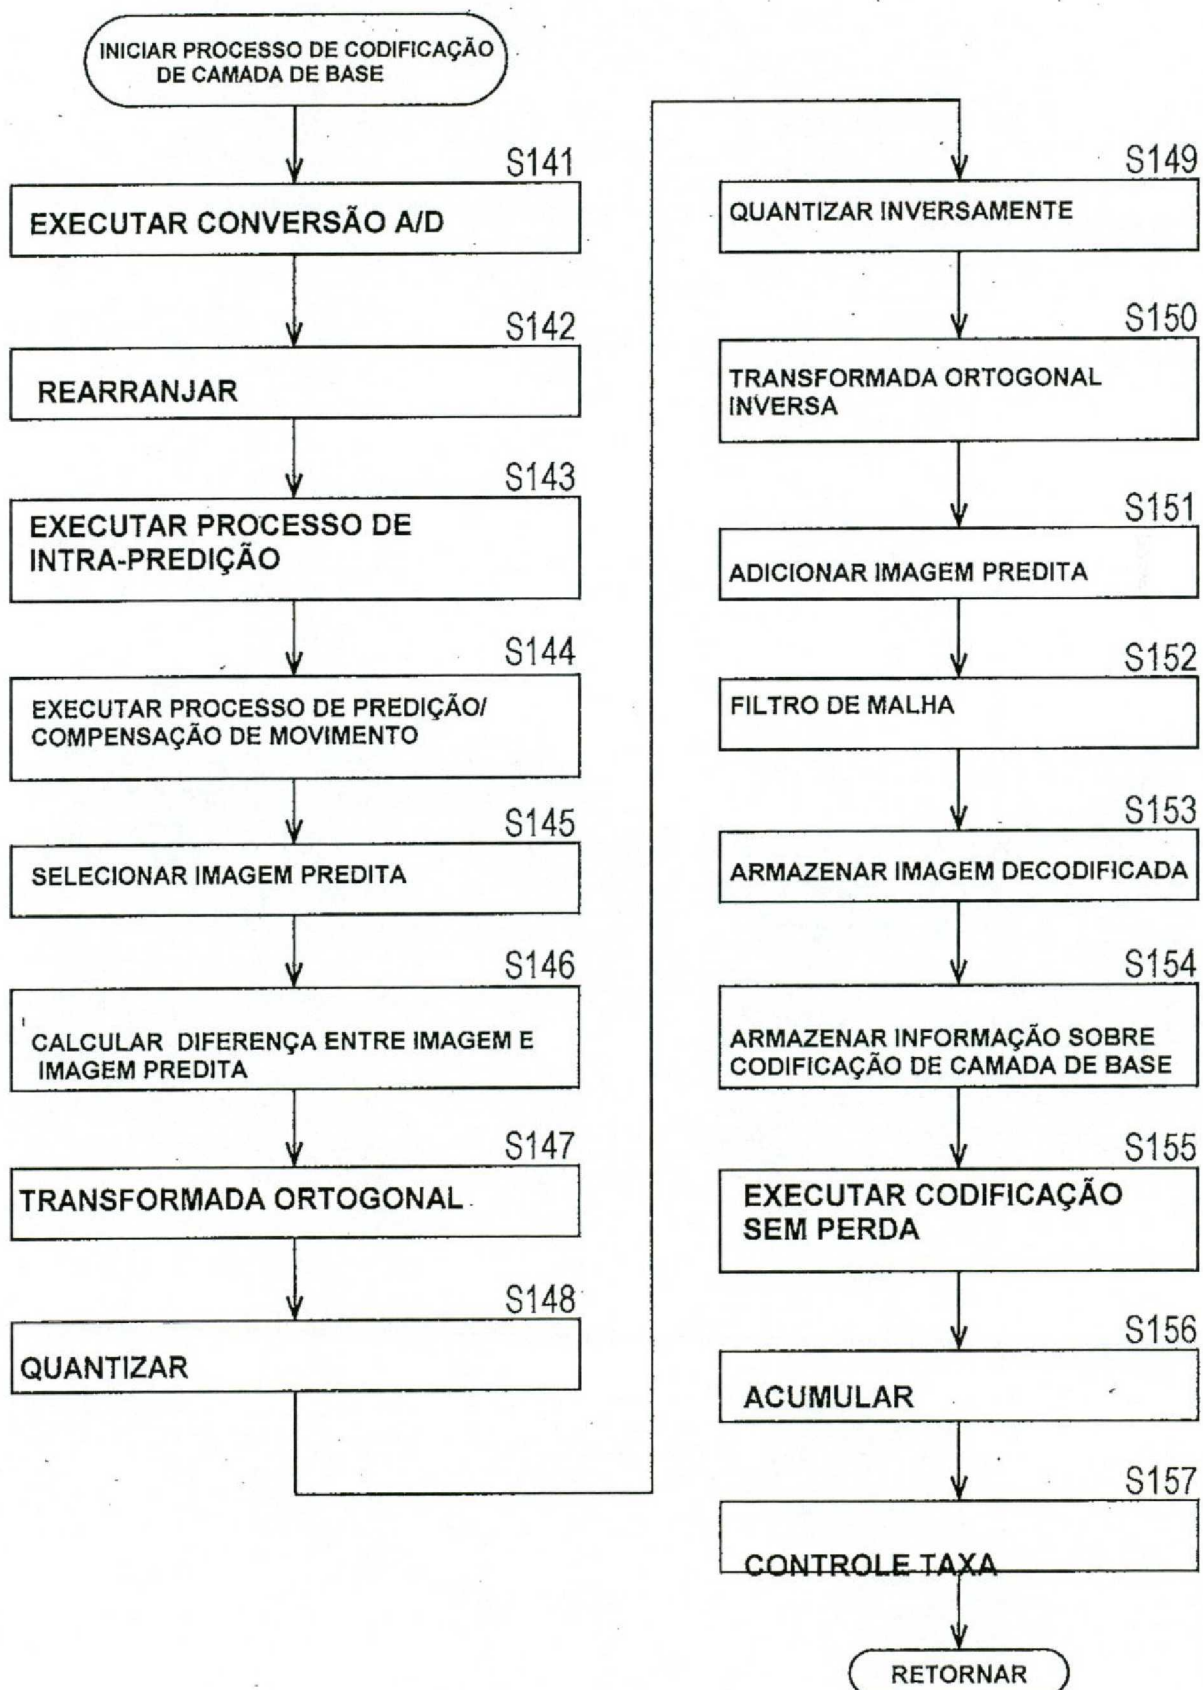 INICIAR PROCESSO DE CODIFICAÇÃO
DE CAMADA DE BASE
S141
EXECUTAR CONVERSÃO A/D
S142
REARRANJAR
S143
EXECUTAR PROCESSO DE
INTRA-PREDIÇÃO
S144
EXECUTAR PROCESSO DE PREDIÇÃO/
COMPENSAÇÃO DE MOVIMENTO
S145
SELECIONAR IMAGEM PREDITA
S146
CALCULAR DIFERENÇA ENTRE IMAGEM E
IMAGEM PREDITA
S147
TRANSFORMADA ORTOGONAL
S148
QUANTIZAR
S149
QUANTIZAR INVERSAMENTE
S150
TRANSFORMADA ORTOGONAL
INVERSA
S151
ADICIONAR IMAGEM PREDITA
S152
FILTRO DE MALHA
S153
ARMAZENAR IMAGEM DECODIFICADA
S154
ARMAZENAR INFORMAÇÃO SOBRE
CODIFICAÇÃO DE CAMADA DE BASE
S155
EXECUTAR CODIFICAÇÃO
SEM PERDA
S156
ACUMULAR
S157
CONTROLE TAXA
RETORNAR